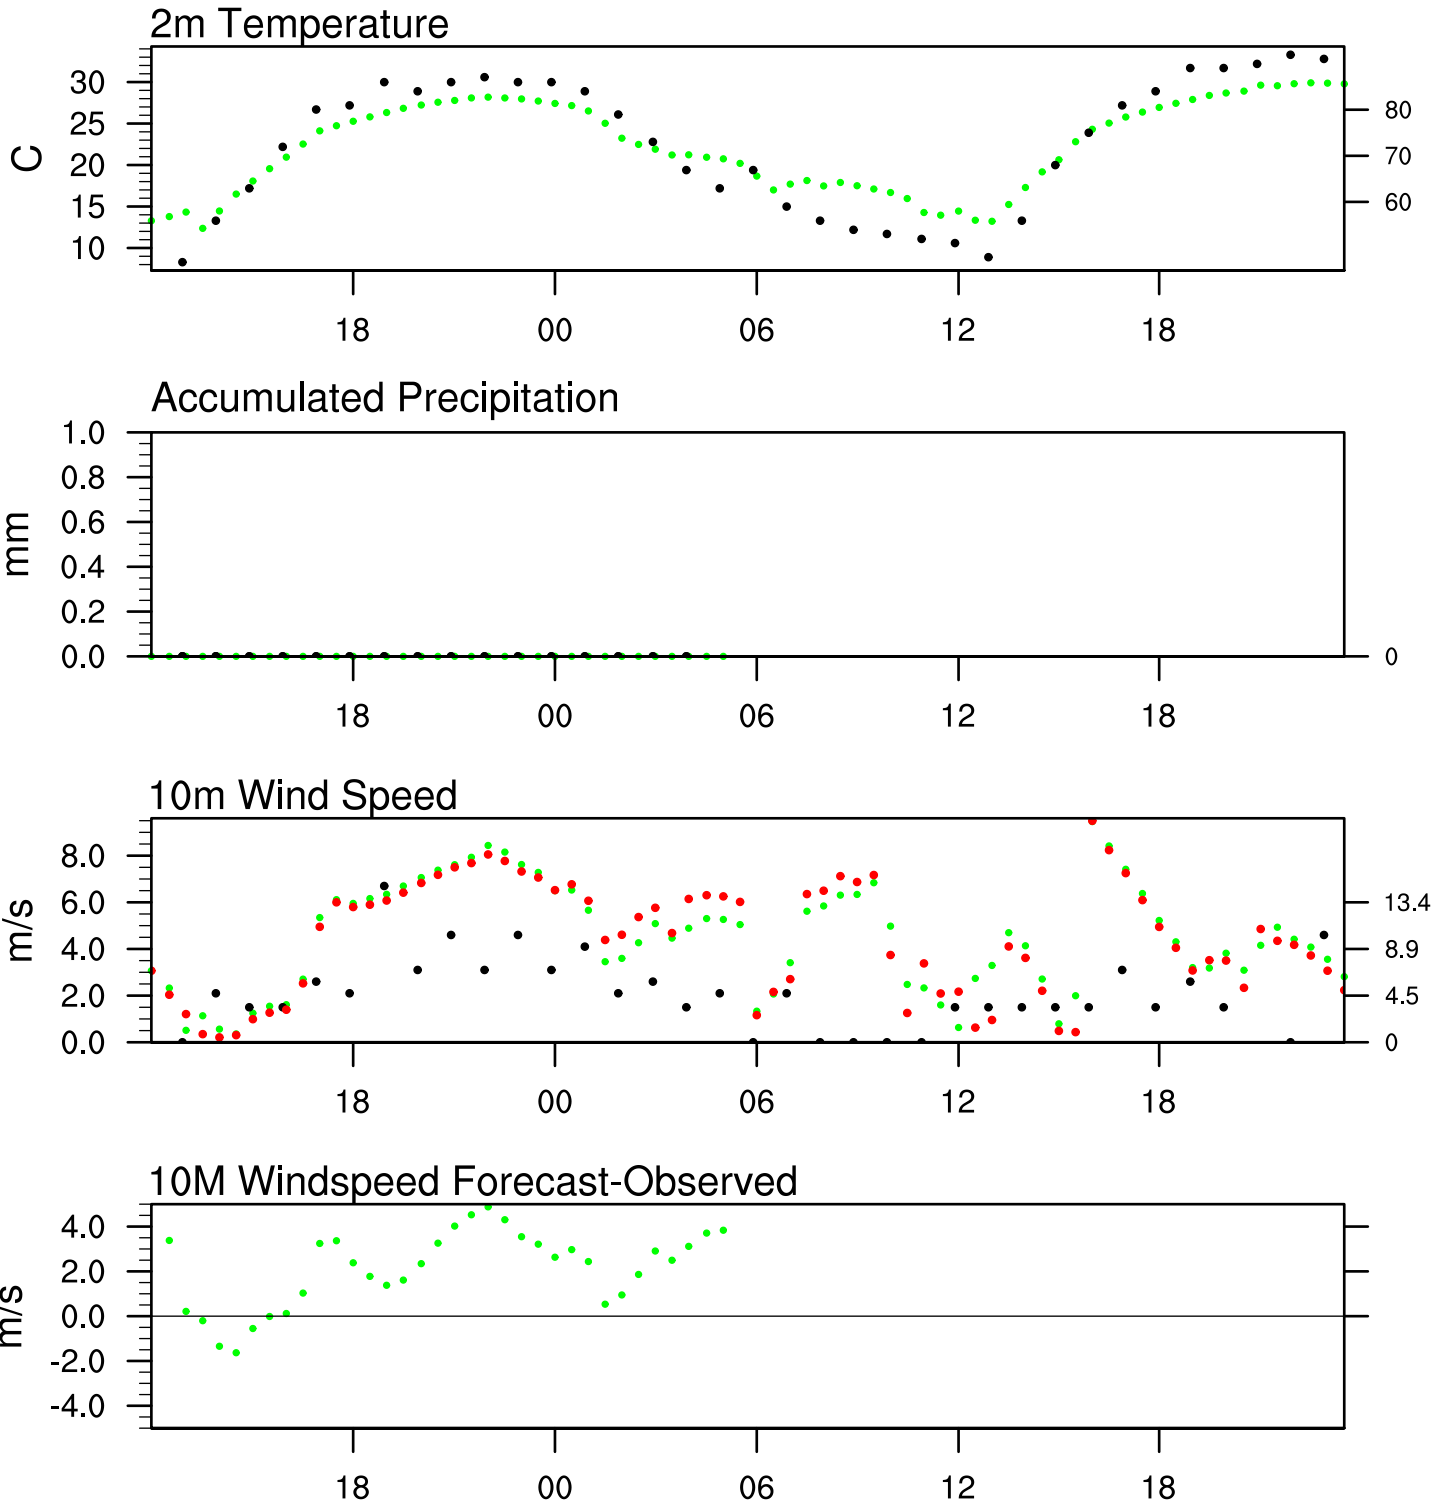 2m Temperature
30
25
20
15
10
C
80
70
60
18 00 06 12 18
Accumulated Precipitation
1.0
0.8
0.6
0.4
0.2
0.0
mm
0
18 00 06 12 18
10m Wind Speed
8.0
6.0
4.0
2.0
0.0
m/s
13.4
8.9
4.5
0
18 00 06 12 18
10M Windspeed Forecast-Observed
4.0
2.0
0.0
-2.0
-4.0
m/s
18 00 06 12 18